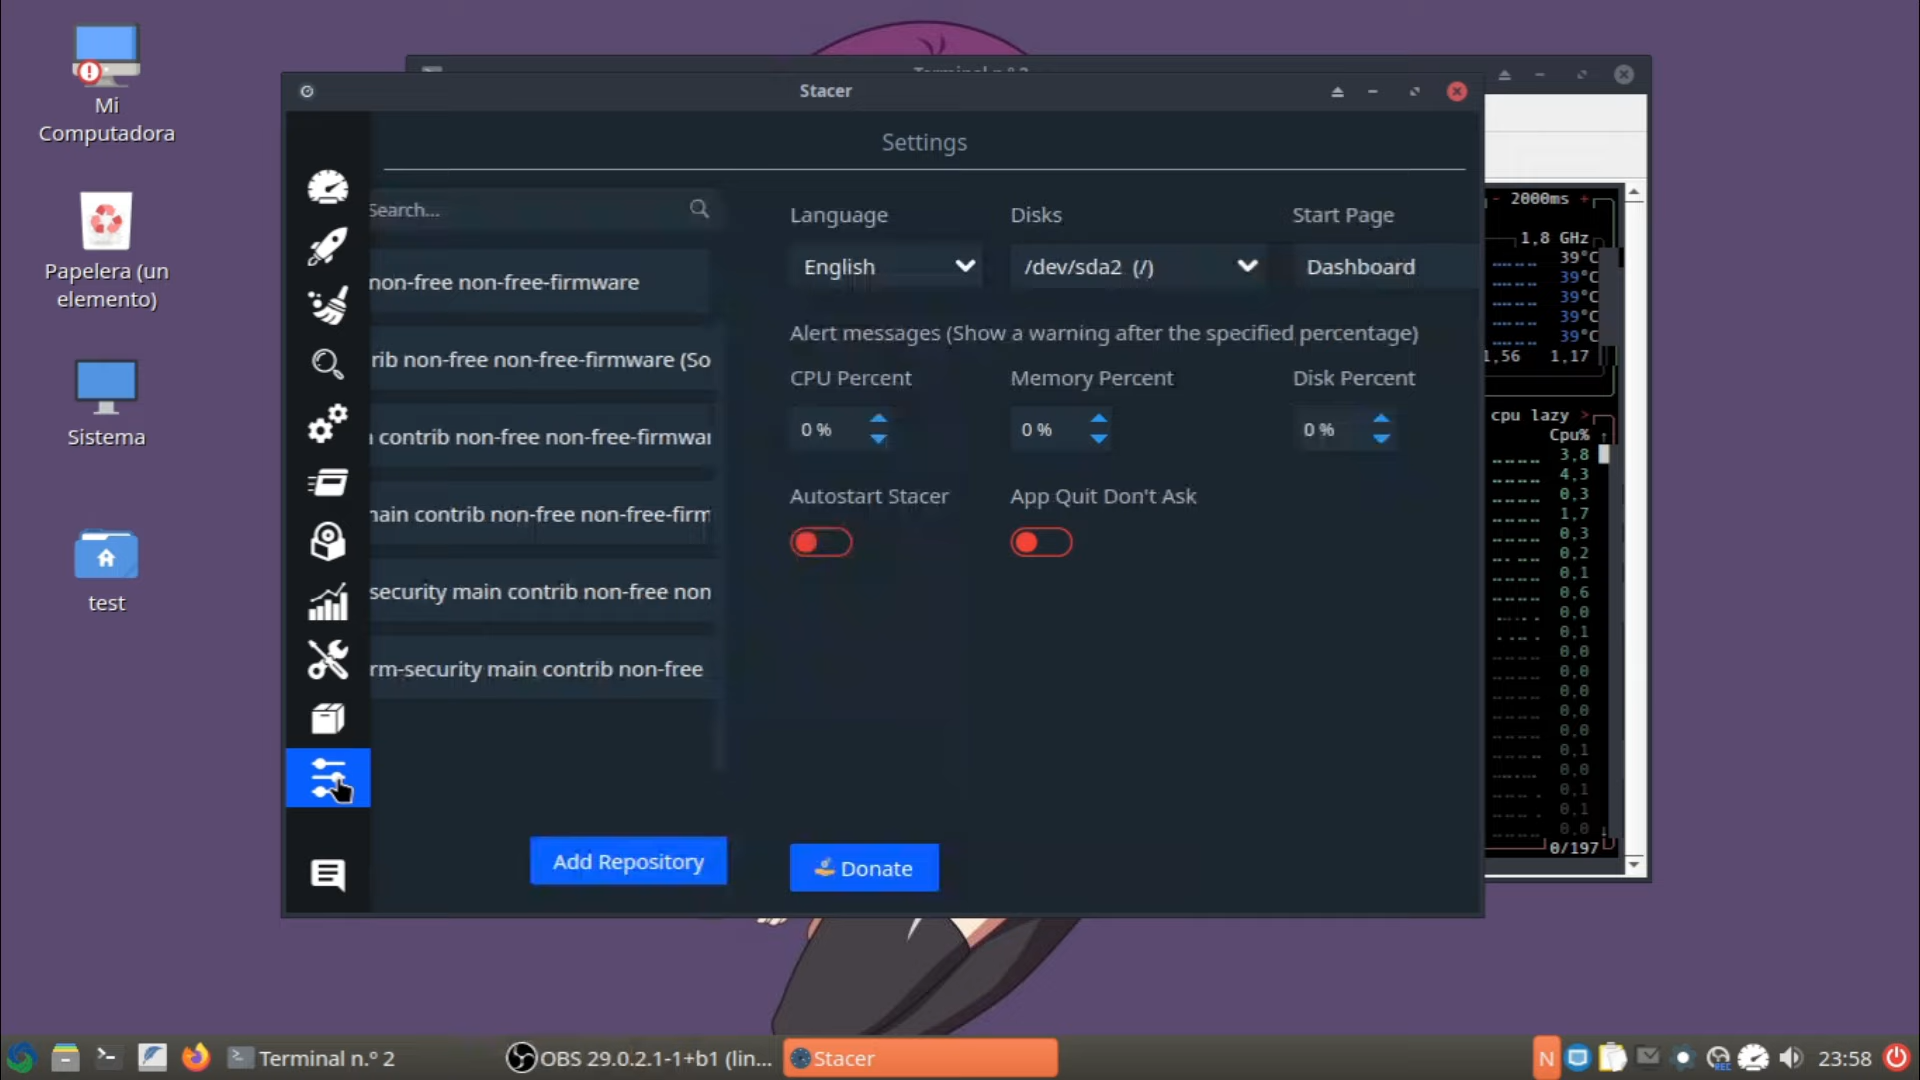 Mi
Computadora
Papelera (un
elemento)
Sistema
test
Stacer
Settings
Search...
non-free non-free-firmware
rib non-free non-free-firmware (So
contrib non-free non-free-firmwar
main contrib non-free non-free-firm
security main contrib non-free non
rm-security main contrib non-free
Add Repository
Language
Disks
Start Page
English
/dev/sda2 (/)
Dashboard
Alert messages (Show a warning after the specified percentage)
CPU Percent
Memory Percent
Disk Percent
0 %
0 %
0 %
Autostart Stacer
App Quit Don't Ask
Donate
- 2000ms +
1,8 GHz
39°C
39°C
39°C
39°C
39°C
1,56 1,17
cpu lazy >
Cpu% ↑
3,8
4,3
0,3
1,7
0,3
0,2
0,1
0,6
0,0
0,1
0,0
0,0
0,0
0,0
0,0
0,1
0,0
0,1
0,1
0,0 ↓
0/197
Terminal n.º 2
OBS 29.0.2.1-1+b1 (lin...
Stacer
N
REC
23:58